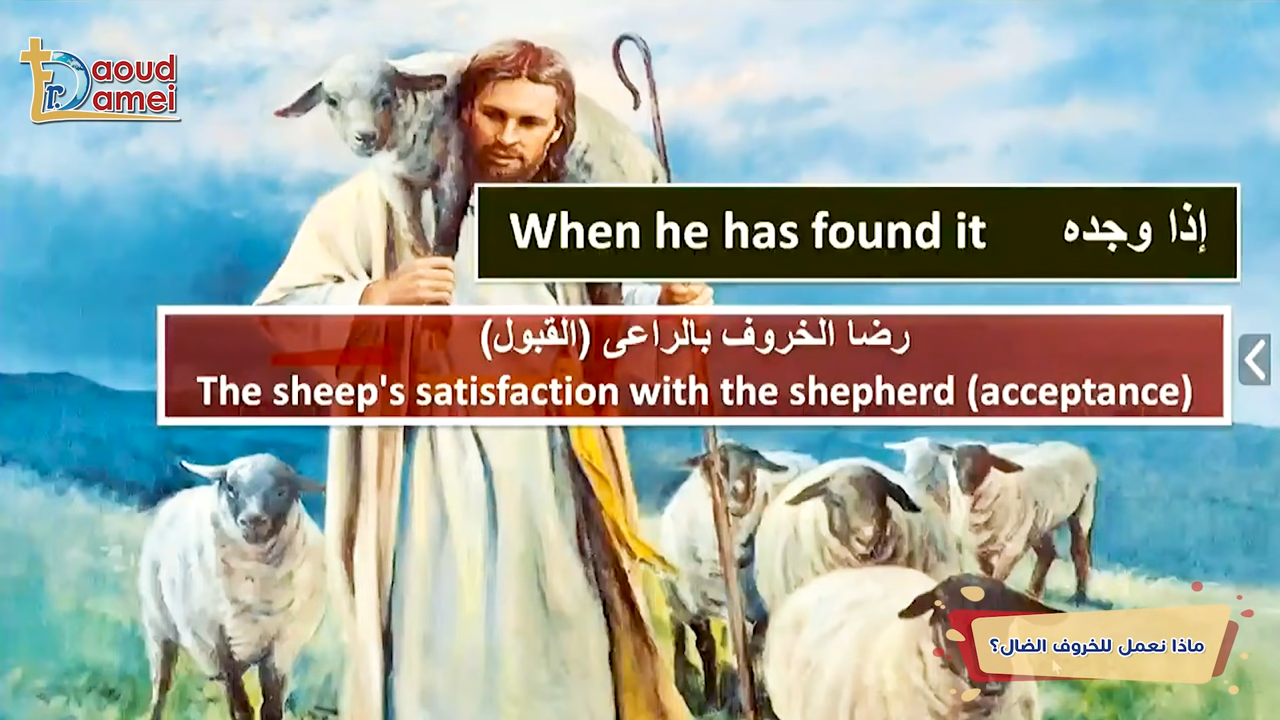 Fr. Daoud
Lamei
When he has found it إذا وجده
رضا الخروف بالراعى (القبول)
The sheep's satisfaction with the shepherd (acceptance)
ماذا نعمل للخروف الضال؟